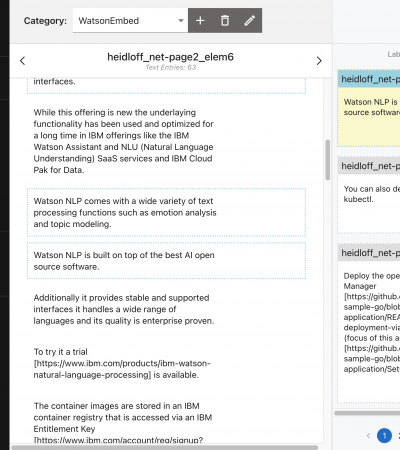 Category: WatsonEmbed
heidloff_net-page2_elem6
Text Entries: 63
interfaces.
While this offering is new the underlaying
functionality has been used and optimized for
a long time in IBM offerings like the IBM
Watson Assistant and NLU (Natural Language
Understanding) SaaS services and IBM Cloud
Pak for Data.
Watson NLP comes with a wide variety of text
processing functions such as emotion analysis
and topic modeling.
Watson NLP is built on top of the best AI open
source software.
Additionally it provides stable and supported
interfaces it handles a wide range of
languages and its quality is enterprise proven.
To try it a trial
[https://www.ibm.com/products/ibm-watson-
natural-language-processing] is available.
The container images are stored in an IBM
container registry that is accessed via an IBM
Entitlement Key
[https://www.ibm.com/account/reg/signup?
Lab
heidloff_net-p
Watson NLP is
source softwar
heidloff_net-p
You can also de
kubectl.
heidloff_net-p
Deploy the ope
Manager
[https://github.c
sample-go/blob
application/REA
deployment-via
(focus of this a
[https://github.c
sample-go/blob
application/Set
1